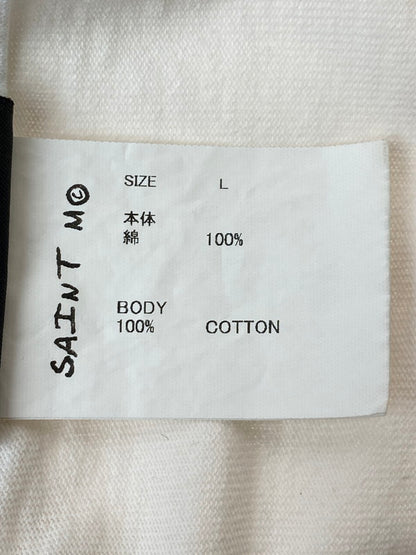 SAINT M©
SIZE L
本体
綿 100%
BODY
100% COTTON